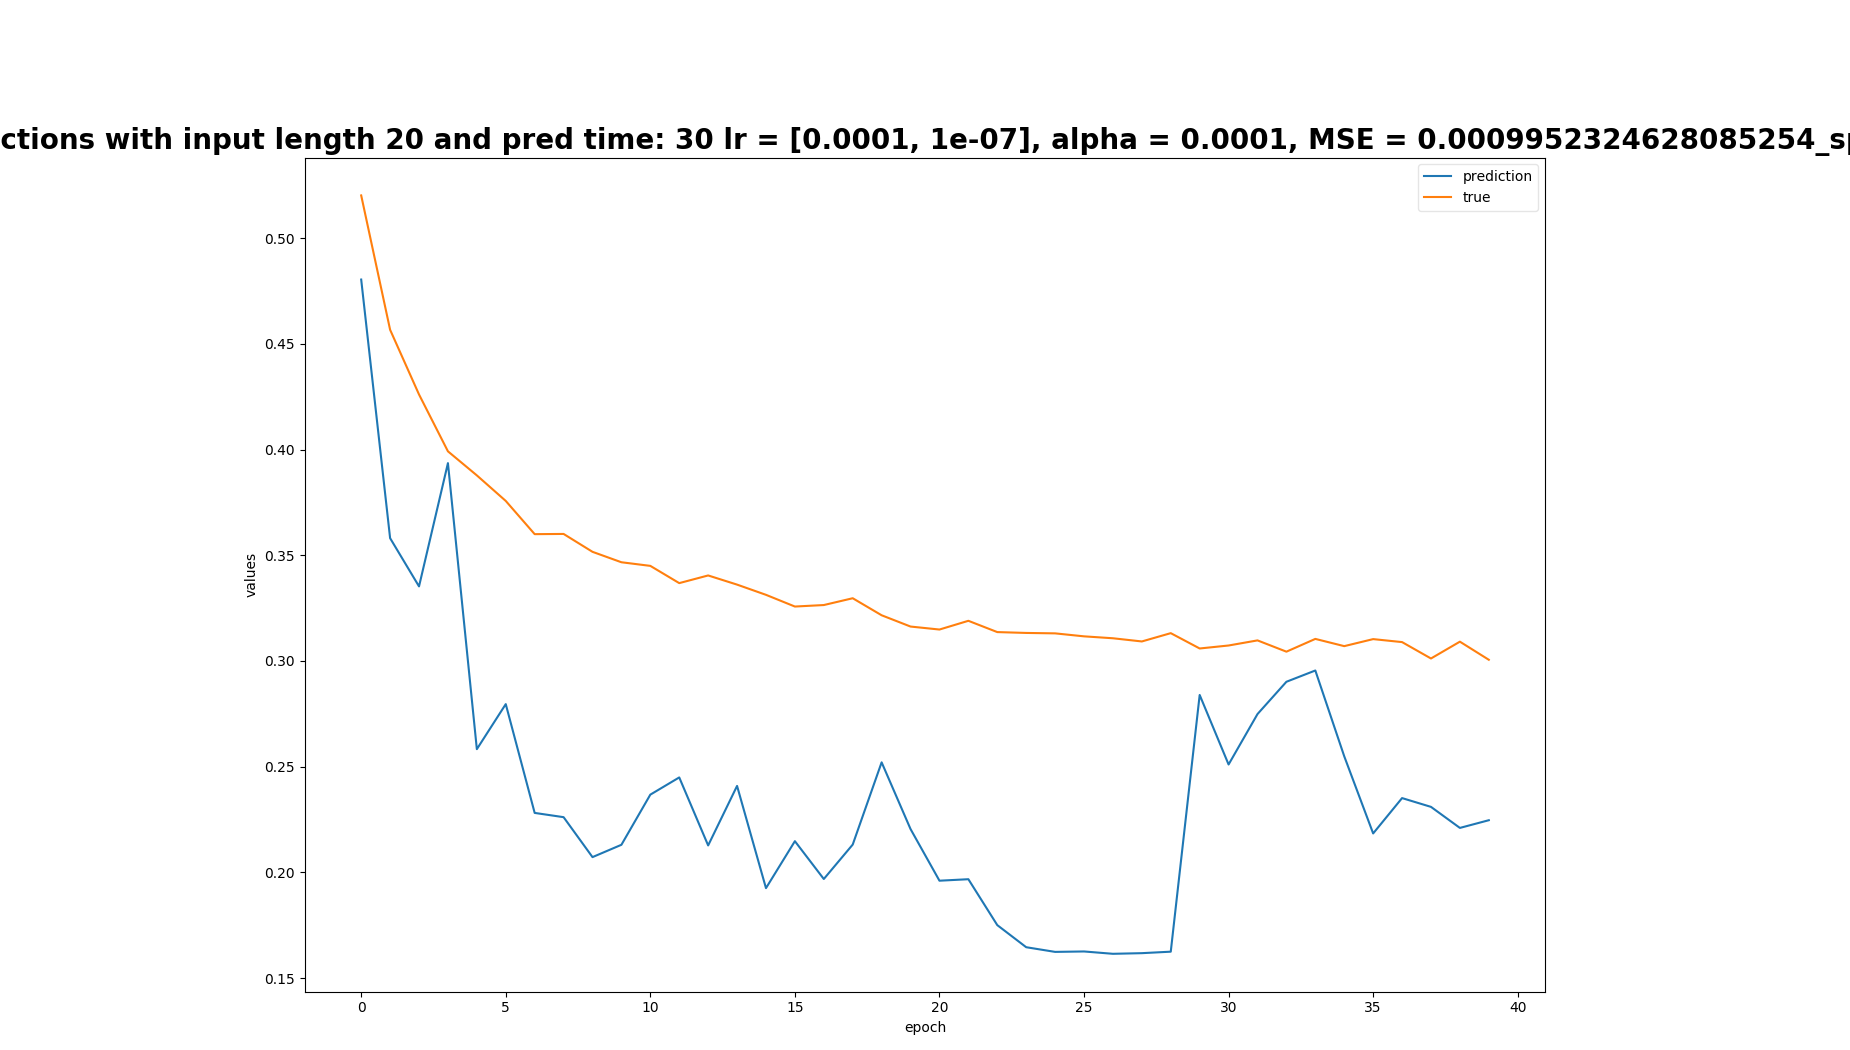 ctions with input length 20 and pred time: 30 lr = [0.0001, 1e-07], alpha = 0.0001, MSE = 0.0009952324628085254_sp
prediction
true
0.50
0.45
0.40
0.35
0.30
0.25
0.20
0.15
values
0 5 10 15 20 25 30 35 40
epoch